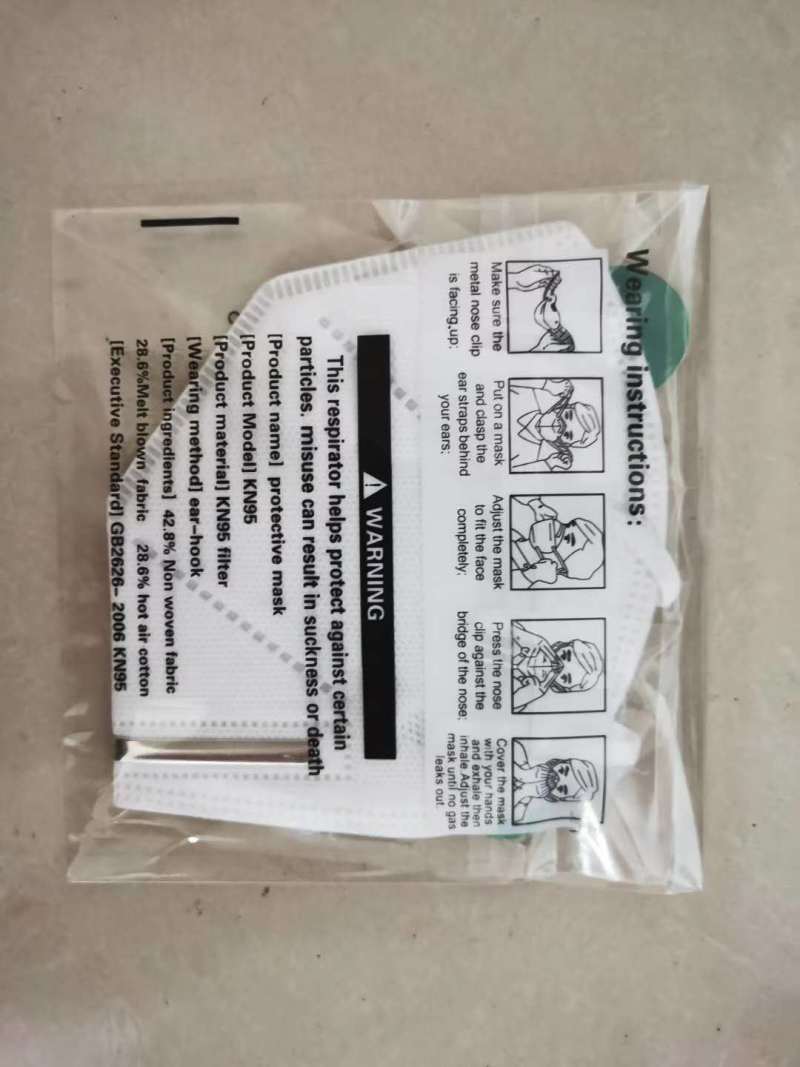 Wearing instructions:
Make sure the
metal nose clip
is facing,up;
Put on a mask
and clasp the
ear straps behind
your ears;
Adjust the mask
to fit the face
completely;
Press the nose
clip against the
bridge of the nose;
Cover the mask
with your hands
and exhale then
inhale Adjust the
mask until no gas
leaks out.
WARNING
This respirator helps protect against certain
particles. misuse can result in suckness or death
[Product name] protective mask
[Product Model] KN95
[Product material] KN95 filter
[Wearing method] ear-hook
[Product ingredients] 42.8% Non woven fabric
28.6%Melt blown fabric 28.6% hot air cotton
[Executive Standard] GB2626- 2006 KN95